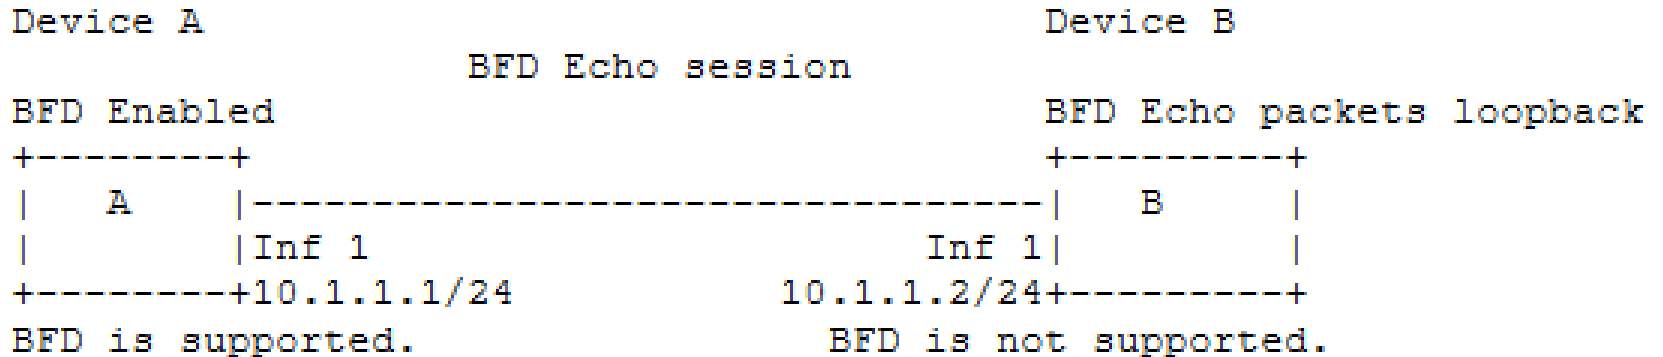 Device A                                   Device B
                   BFD Echo session
BFD Enabled                                BFD Echo packets loopback
+--------+                                 +---------+
|   A    |---------------------------------|   B     |
|        |Inf 1                       Inf 1|         |
+--------+10.1.1.1/24           10.1.1.2/24+---------+
BFD is supported.                 BFD is not supported.